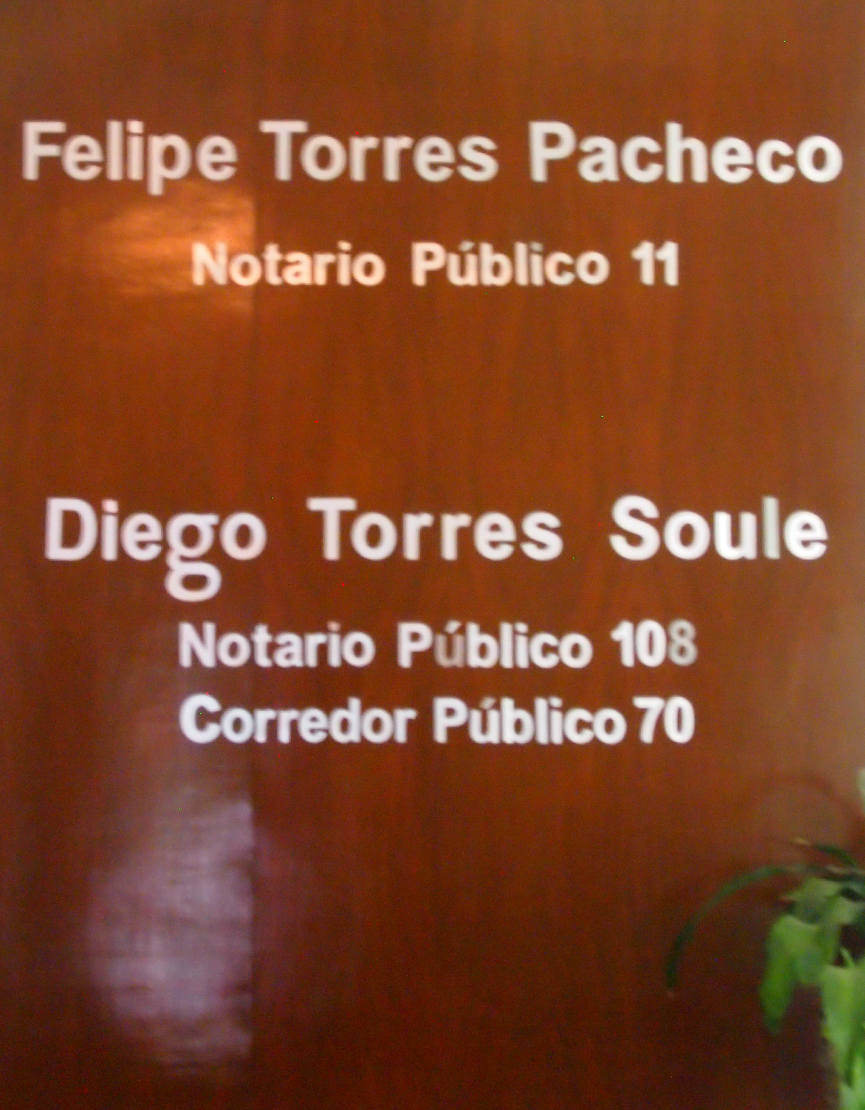 Felipe Torres Pacheco
Notario Público 11
Diego Torres Soule
Notario Público 108
Corredor Público 70